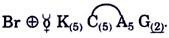 Br ⊕ ☿ K(5) C(5) A5 G(2).